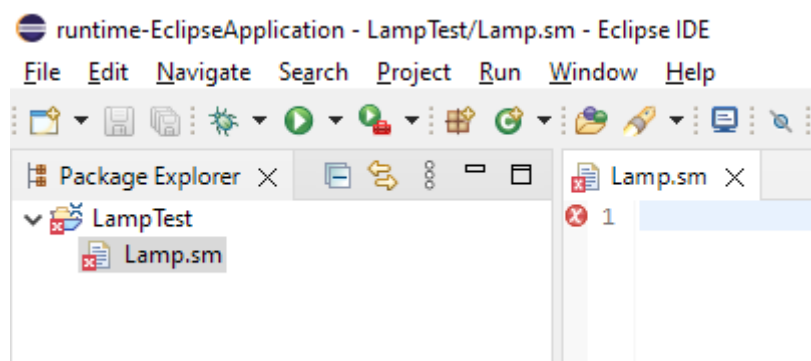 runtime-EclipseApplication - LampTest/Lamp.sm - Eclipse IDE
File Edit Navigate Search Project Run Window Help
Package Explorer
Lamp.sm
LampTest
1
Lamp.sm